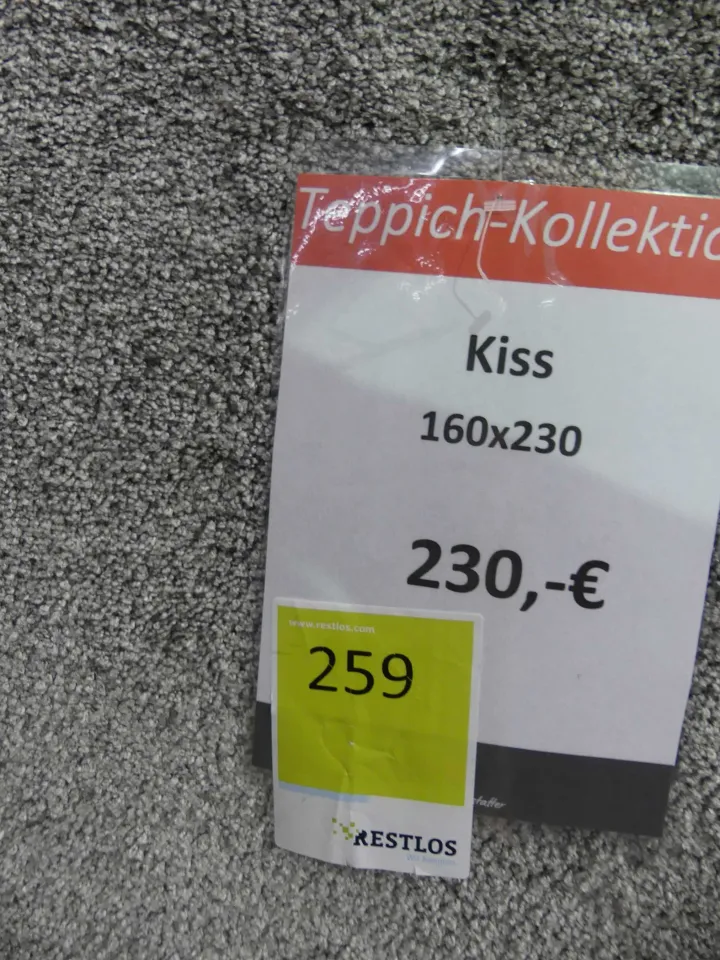 Teppich-Kollektio
Kiss
160x230
230,-€
www.restlos.com
259
RESTLOS